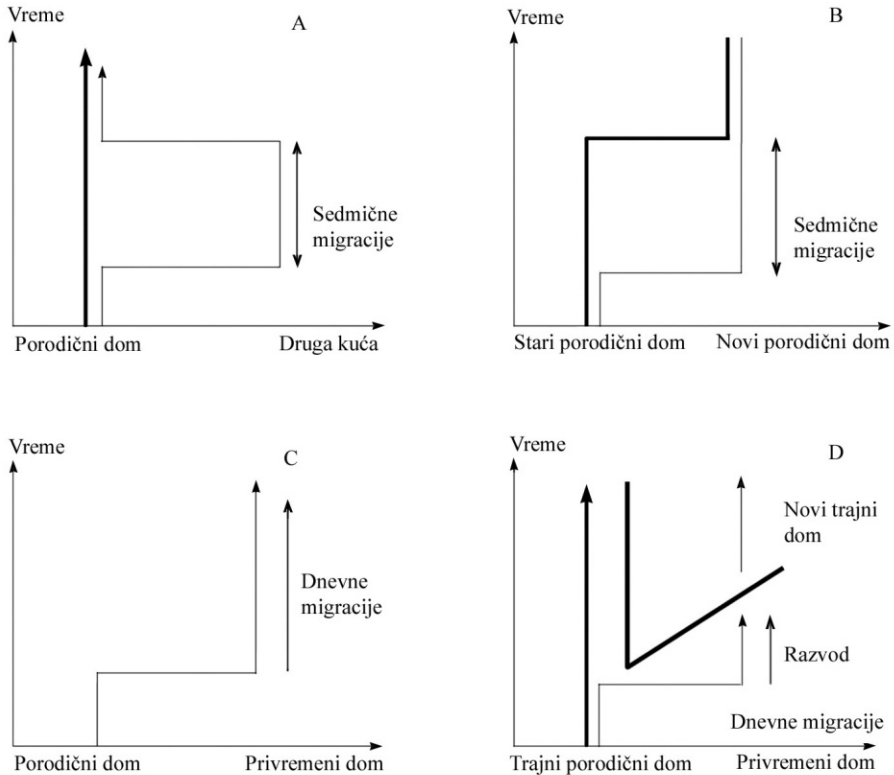 Vreme
A
Sedmične
migracije
Porodični dom
Druga kuća
Vreme
B
Sedmične
migracije
Stari porodični dom
Novi porodični dom
Vreme
C
Dnevne
migracije
Porodični dom
Privremeni dom
Vreme
D
Novi trajni
dom
Razvod
Dnevne migracije
Trajni porodični dom
Privremeni dom